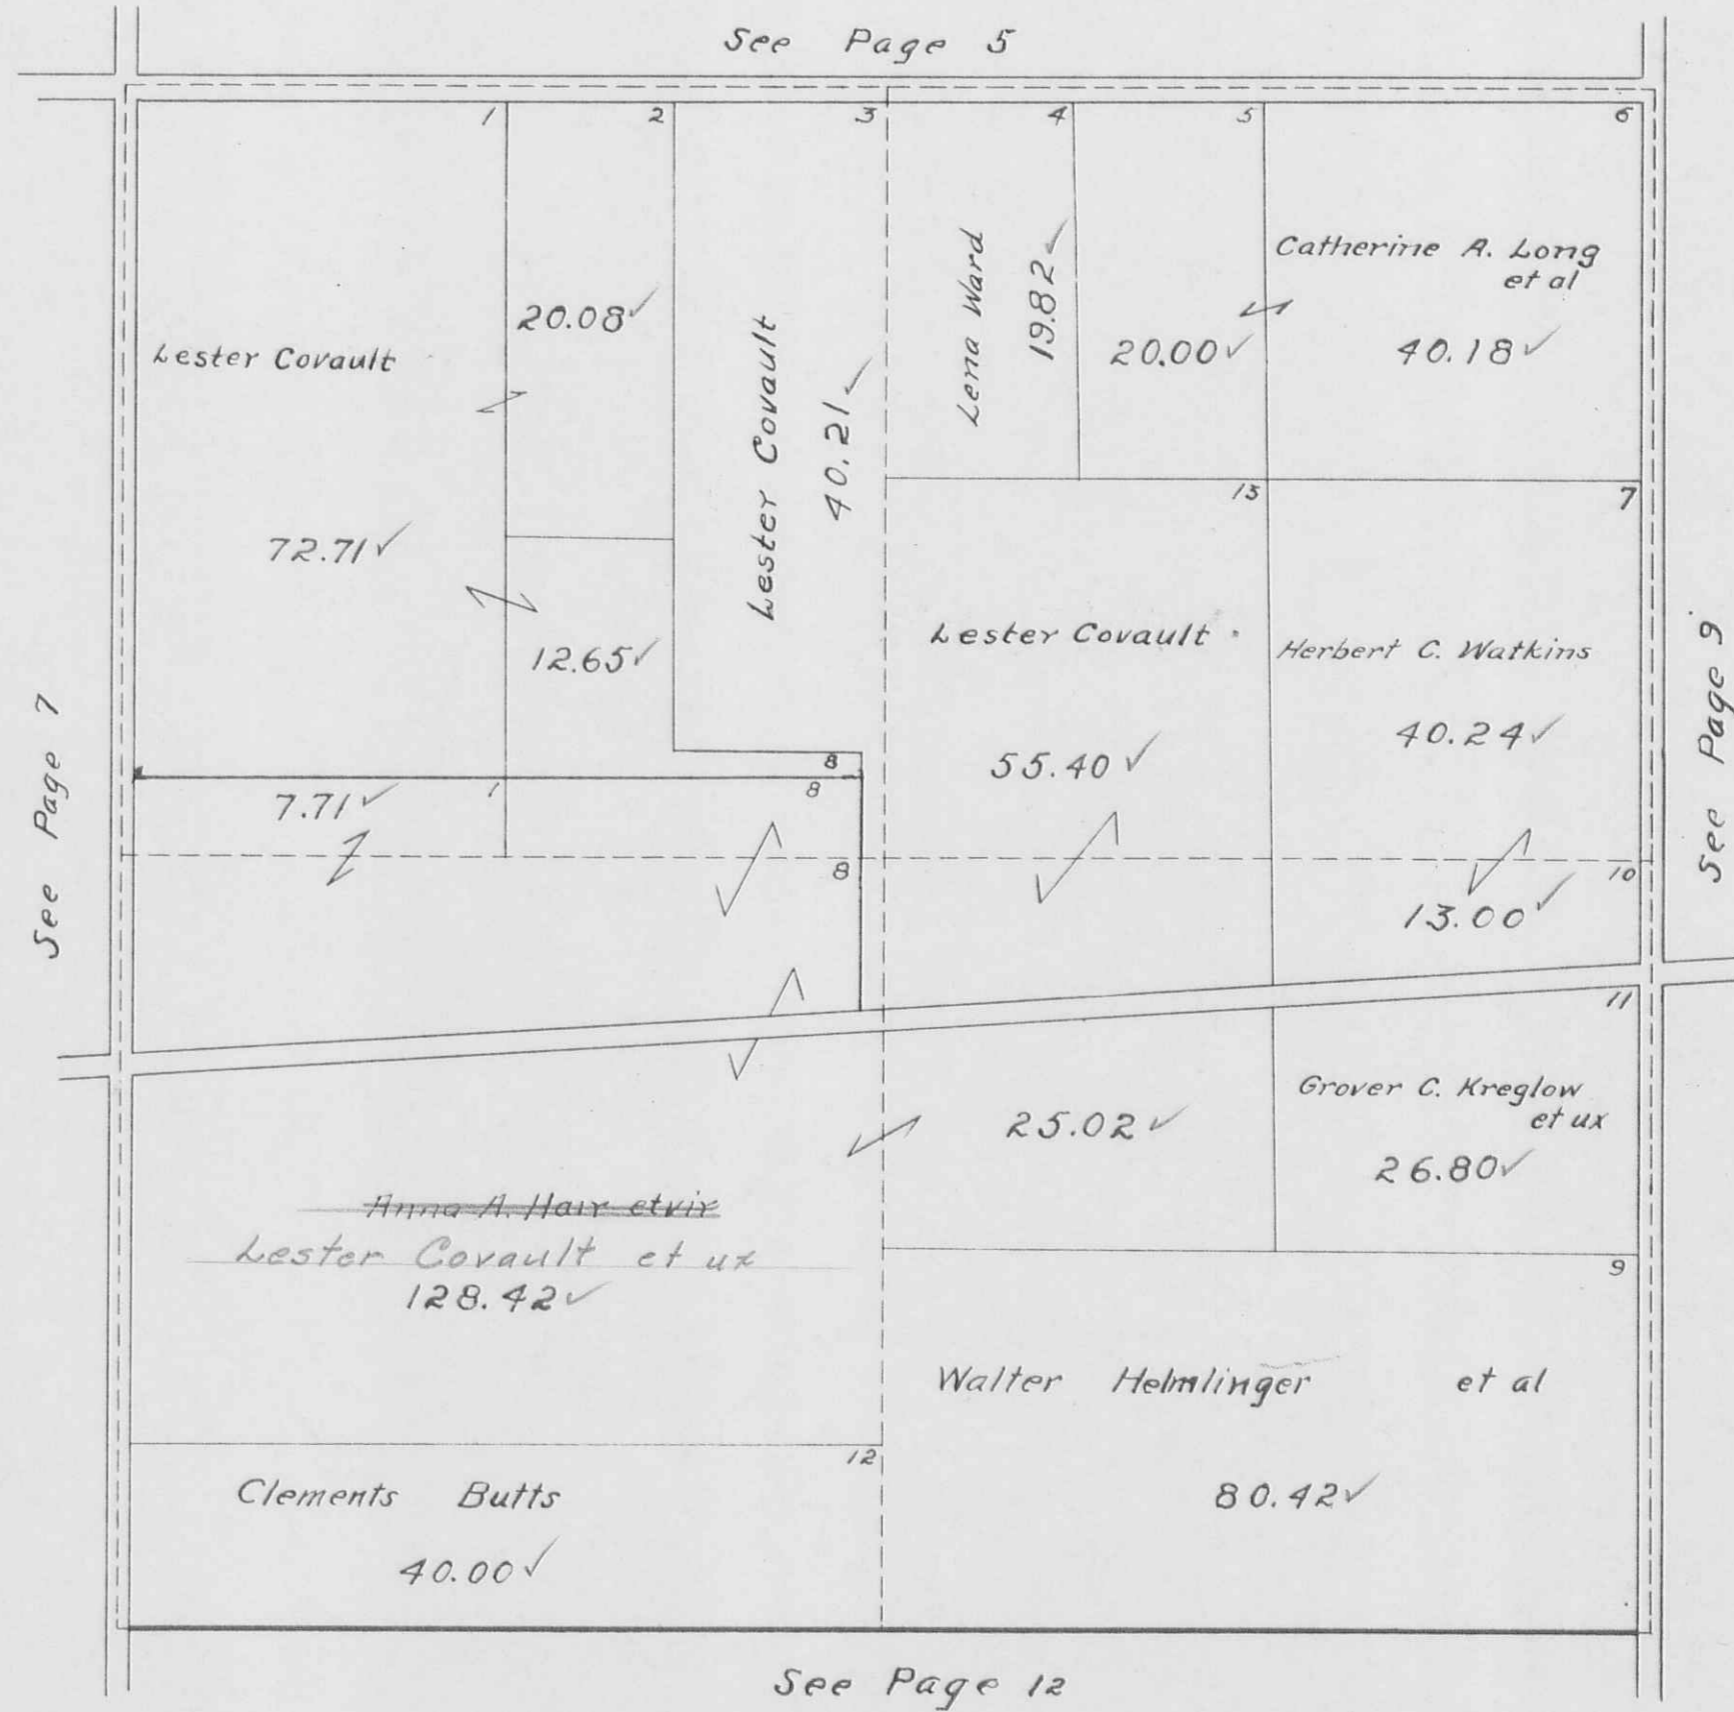 See Page 5
1
2
3
4
5
6
Lester Covault
72.71✓
20.08✓
12.65✓
Lester Covault
40.21✓
Lena Ward
19.82✓
20.00✓
Catherine A. Long
et al
40.18✓
13
7
Lester Covault
55.40✓
Herbert C. Watkins
40.24✓
8
7.71✓
1
8
8
10
13.00✓
See Page 7
See Page 9
11
25.02✓
Grover C. Kreglow
et ux
26.80✓
Anna A. Hair etvir
Lester Covault et ux
128.42✓
9
Walter Helmlinger et al
80.42✓
12
Clements Butts
40.00✓
See Page 12